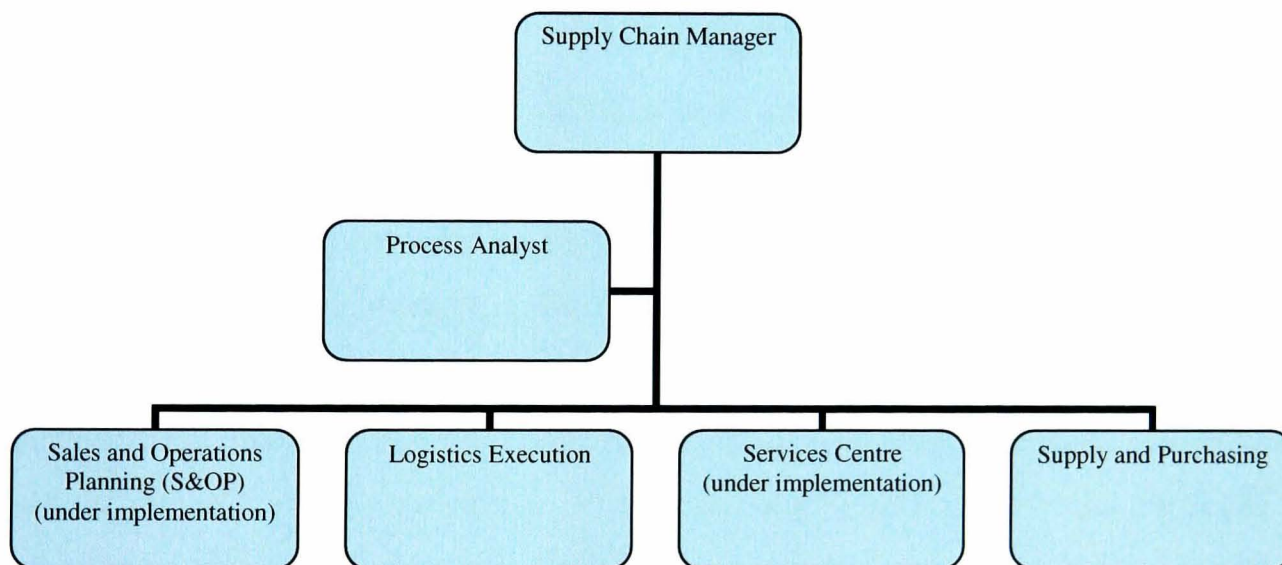 Supply Chain Manager
Process Analyst
Sales and Operations
Planning (S&OP)
(under implementation)
Logistics Execution
Services Centre
(under implementation)
Supply and Purchasing